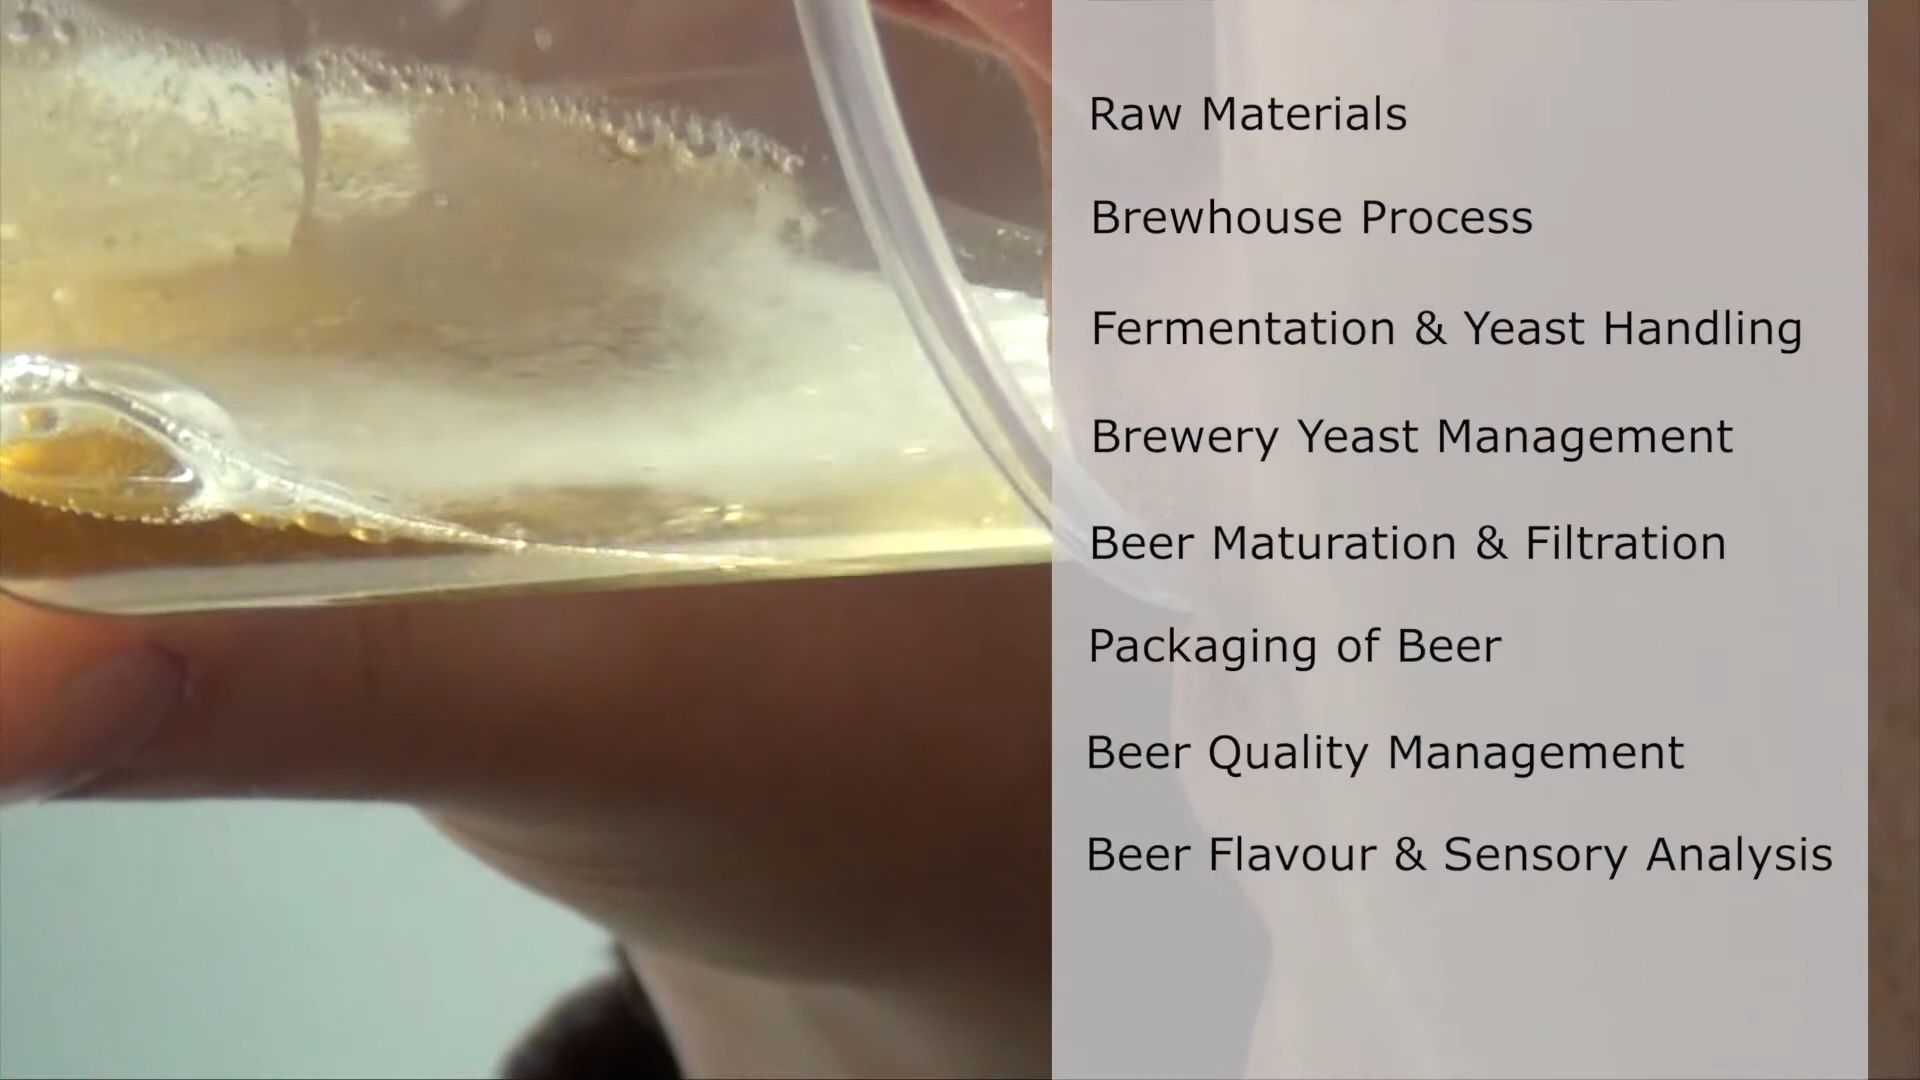 Raw Materials
Brewhouse Process
Fermentation & Yeast Handling
Brewery Yeast Management
Beer Maturation & Filtration
Packaging of Beer
Beer Quality Management
Beer Flavour & Sensory Analysis